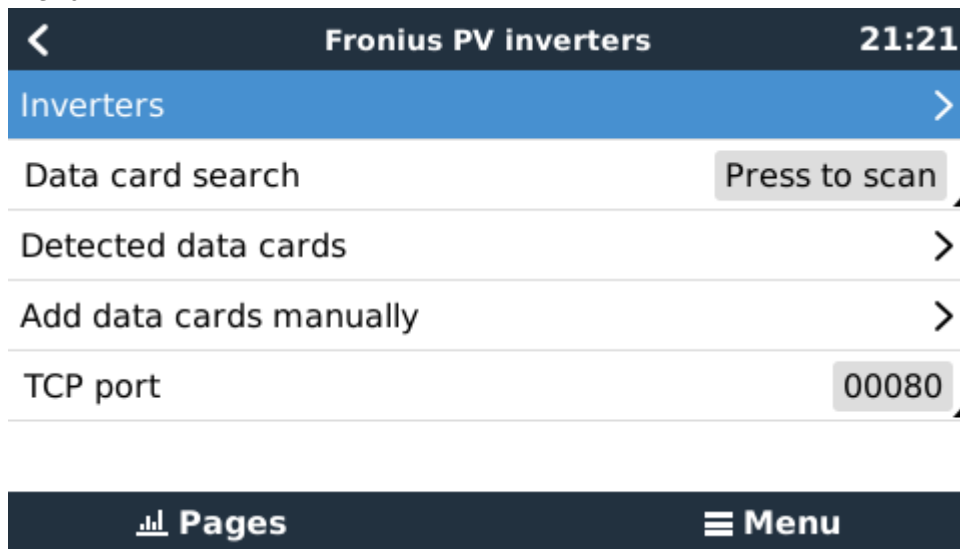 Fronius PV inverters 21:21
Inverters
Data card search Press to scan
Detected data cards
Add data cards manually
TCP port 00080
Pages Menu